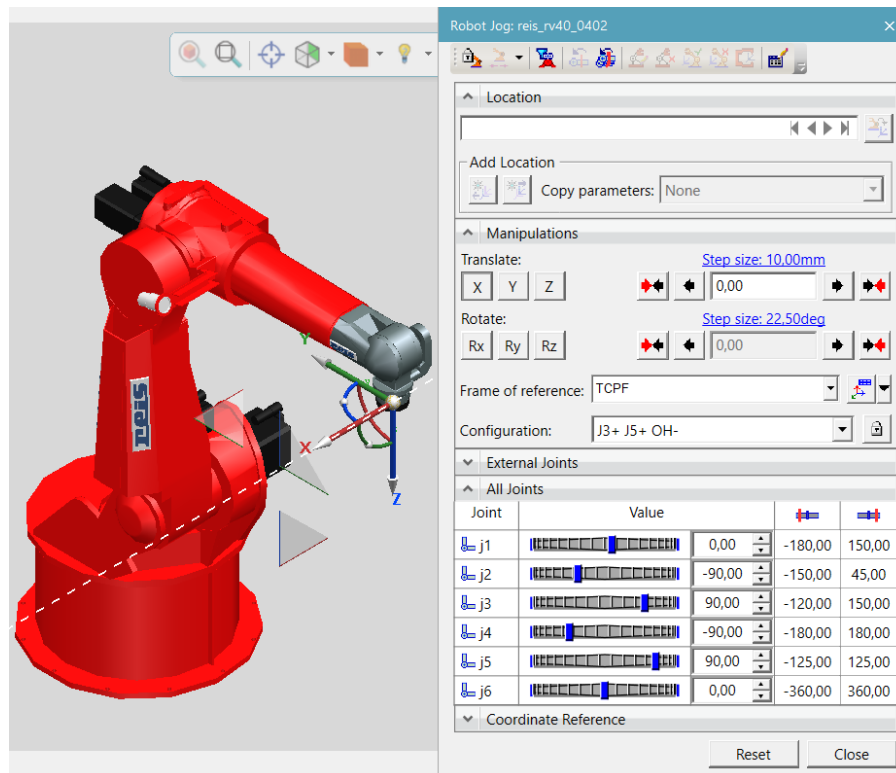 Robot Jog: reis_rv40_0402
Location
Add Location
Copy parameters: None
Manipulations
Translate: Step size: 10,00mm
X Y Z 0,00
Rotate: Step size: 22,50deg
Rx Ry Rz 0,00
Frame of reference: TCPF
Configuration: J3+ J5+ OH-
External Joints
All Joints
Joint Value
j1 0,00 -180,00 150,00
j2 -90,00 -150,00 45,00
j3 90,00 -120,00 150,00
j4 -90,00 -180,00 180,00
j5 90,00 -125,00 125,00
j6 0,00 -360,00 360,00
Coordinate Reference
Reset Close
Y
X
Z
reis